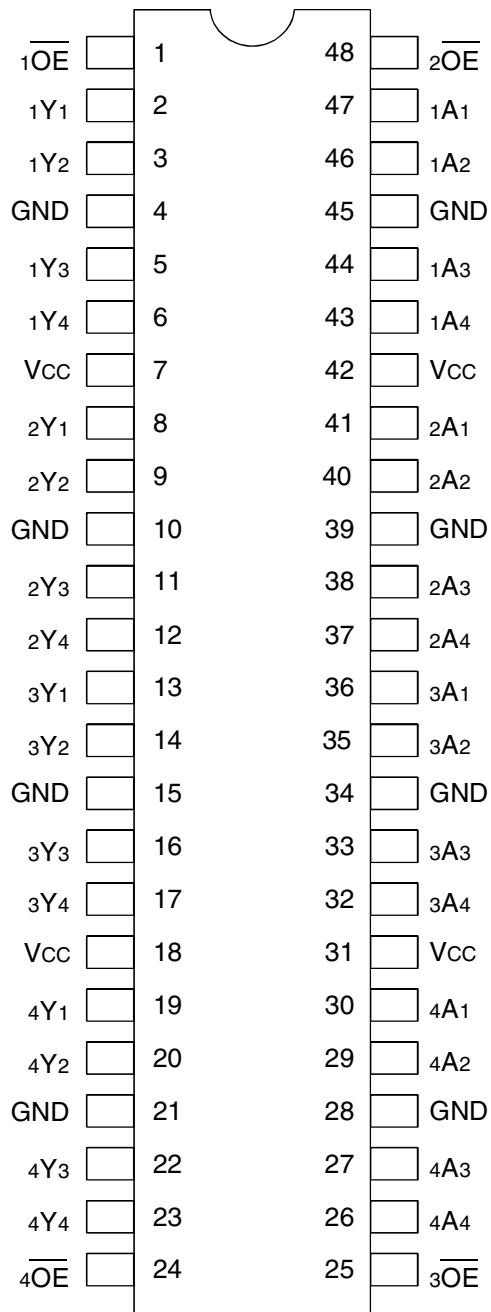 1O̅E̅ 1 48 2O̅E̅
1Y1 2 47 1A1
1Y2 3 46 1A2
GND 4 45 GND
1Y3 5 44 1A3
1Y4 6 43 1A4
VCC 7 42 VCC
2Y1 8 41 2A1
2Y2 9 40 2A2
GND 10 39 GND
2Y3 11 38 2A3
2Y4 12 37 2A4
3Y1 13 36 3A1
3Y2 14 35 3A2
GND 15 34 GND
3Y3 16 33 3A3
3Y4 17 32 3A4
VCC 18 31 VCC
4Y1 19 30 4A1
4Y2 20 29 4A2
GND 21 28 GND
4Y3 22 27 4A3
4Y4 23 26 4A4
4O̅E̅ 24 25 3O̅E̅